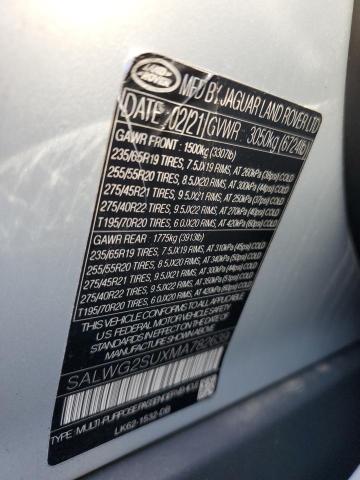 LAND ROVER
MFD BY JAGUAR LAND ROVER LTD
DATE: 02/21 GVWR: 3050kg (6724lb)
GAWR FRONT: 1500kg (3307lb)
235/65R19 TIRES, 7.5JX19 RIMS, AT 260kPa (38psi) COLD
255/55R20 TIRES, 8.5JX20 RIMS, AT 300kPa (44psi) COLD
275/45R21 TIRES, 9.5JX21 RIMS, AT 250kPa (37psi) COLD
275/40R22 TIRES, 9.5JX22 RIMS, AT 270kPa (40psi) COLD
T195/70R20 TIRES, 6.0JX20 RIMS, AT 420kPa (60psi) COLD
GAWR REAR: 1775kg (3913lb)
235/65R19 TIRES, 7.5JX19 RIMS, AT 310kPa (45psi) COLD
255/55R20 TIRES, 8.5JX20 RIMS, AT 340kPa (50psi) COLD
275/45R21 TIRES, 9.5JX21 RIMS, AT 300kPa (44psi) COLD
275/40R22 TIRES, 9.5JX22 RIMS, AT 350kPa (51psi) COLD
T195/70R20 TIRES, 6.0JX20 RIMS, AT 420kPa (60psi) COLD
THIS VEHICLE CONFORMS TO ALL APPLICABLE
U.S. FEDERAL MOTOR VEHICLE SAFETY
STANDARDS IN EFFECT ON THE DATE OF
MANUFACTURE SHOWN ABOVE.
TYPE: MULTI-PURPOSE PASSENGER VEHICLE
LK62-1532-DB